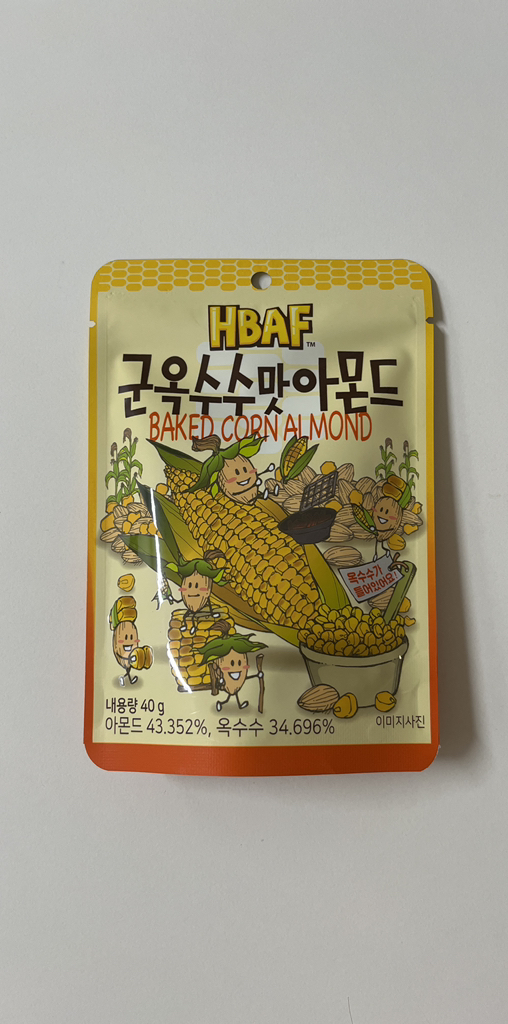 HBAF™
군옥수수맛아몬드
BAKED CORN ALMOND
옥수수가
들어있어요!
내용량 40 g
아몬드 43.352%, 옥수수 34.696%
이미지사진